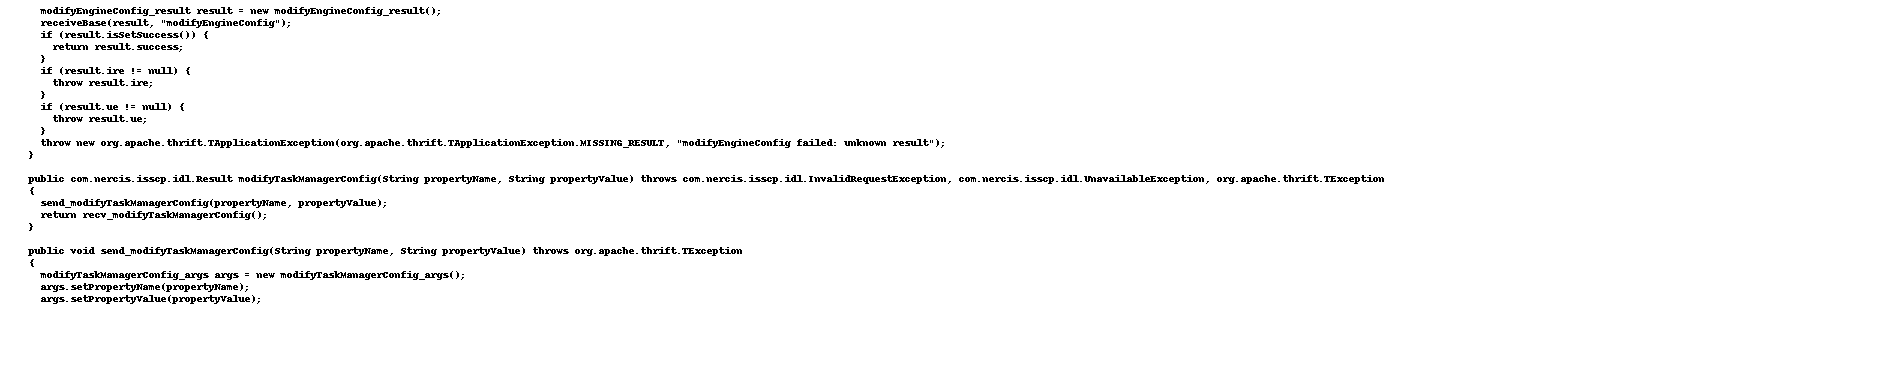 modifyEngineConfig_result result = new modifyEngineConfig_result();
receiveBase(result, "modifyEngineConfig");
if (result.isSetSuccess()) {
return result.success;
}
if (result.ire != null) {
throw result.ire;
}
if (result.ue != null) {
throw result.ue;
}
throw new org.apache.thrift.TApplicationException(org.apache.thrift.TApplicationException.MISSING_RESULT, "modifyEngineConfig failed: unknown result");
}
public com.nercis.isscp.idl.Result modifyTaskManagerConfig(String propertyName, String propertyValue) throws com.nercis.isscp.idl.InvalidRequestException, com.nercis.isscp.idl.UnavailableException, org.apache.thrift.TException
{
send_modifyTaskManagerConfig(propertyName, propertyValue);
return recv_modifyTaskManagerConfig();
}
public void send_modifyTaskManagerConfig(String propertyName, String propertyValue) throws org.apache.thrift.TException
{
modifyTaskManagerConfig_args args = new modifyTaskManagerConfig_args();
args.setPropertyName(propertyName);
args.setPropertyValue(propertyValue);